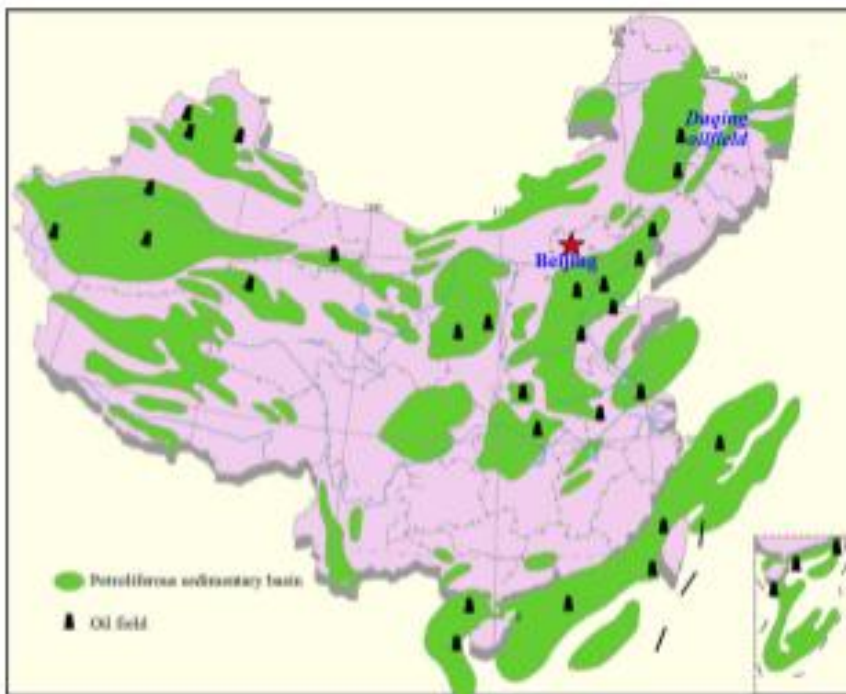 Daqing
oilfield
Beijing
Petroliferous sedimentary basin
Oil field